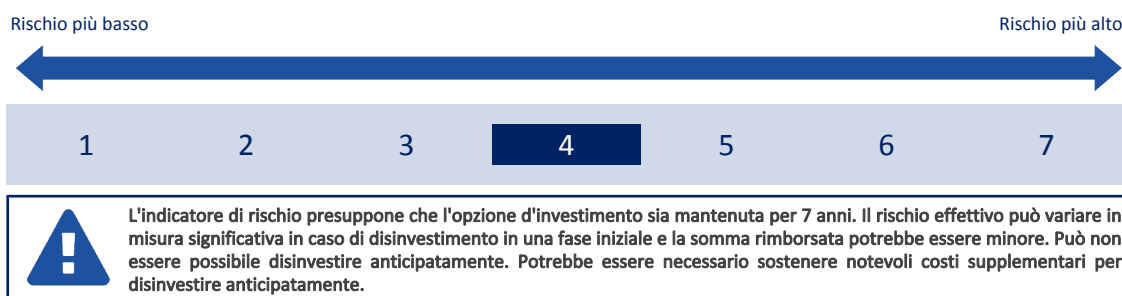 Rischio più basso Rischio più alto
1 2 3 4 5 6 7
L'indicatore di rischio presuppone che l'opzione d'investimento sia mantenuta per 7 anni. Il rischio effettivo può variare in
misura significativa in caso di disinvestimento in una fase iniziale e la somma rimborsata potrebbe essere minore. Può non
essere possibile disinvestire anticipatamente. Potrebbe essere necessario sostenere notevoli costi supplementari per
disinvestire anticipatamente.